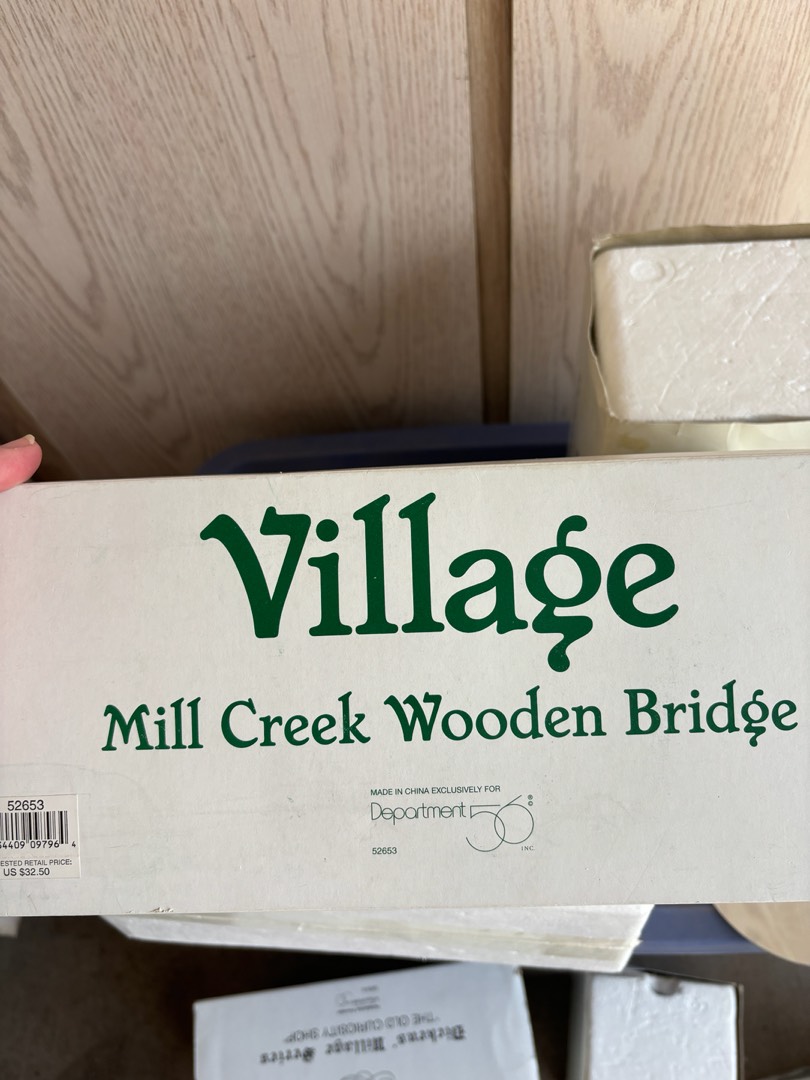 Village
Mill Creek Wooden Bridge
MADE IN CHINA EXCLUSIVELY FOR
Department 56 ® ©
INC.
52653
52653
4409 09796 4
ESTED RETAIL PRICE:
US $32.50
Dickens' Village Series
"THE OLD CURIOSITY SHOP"